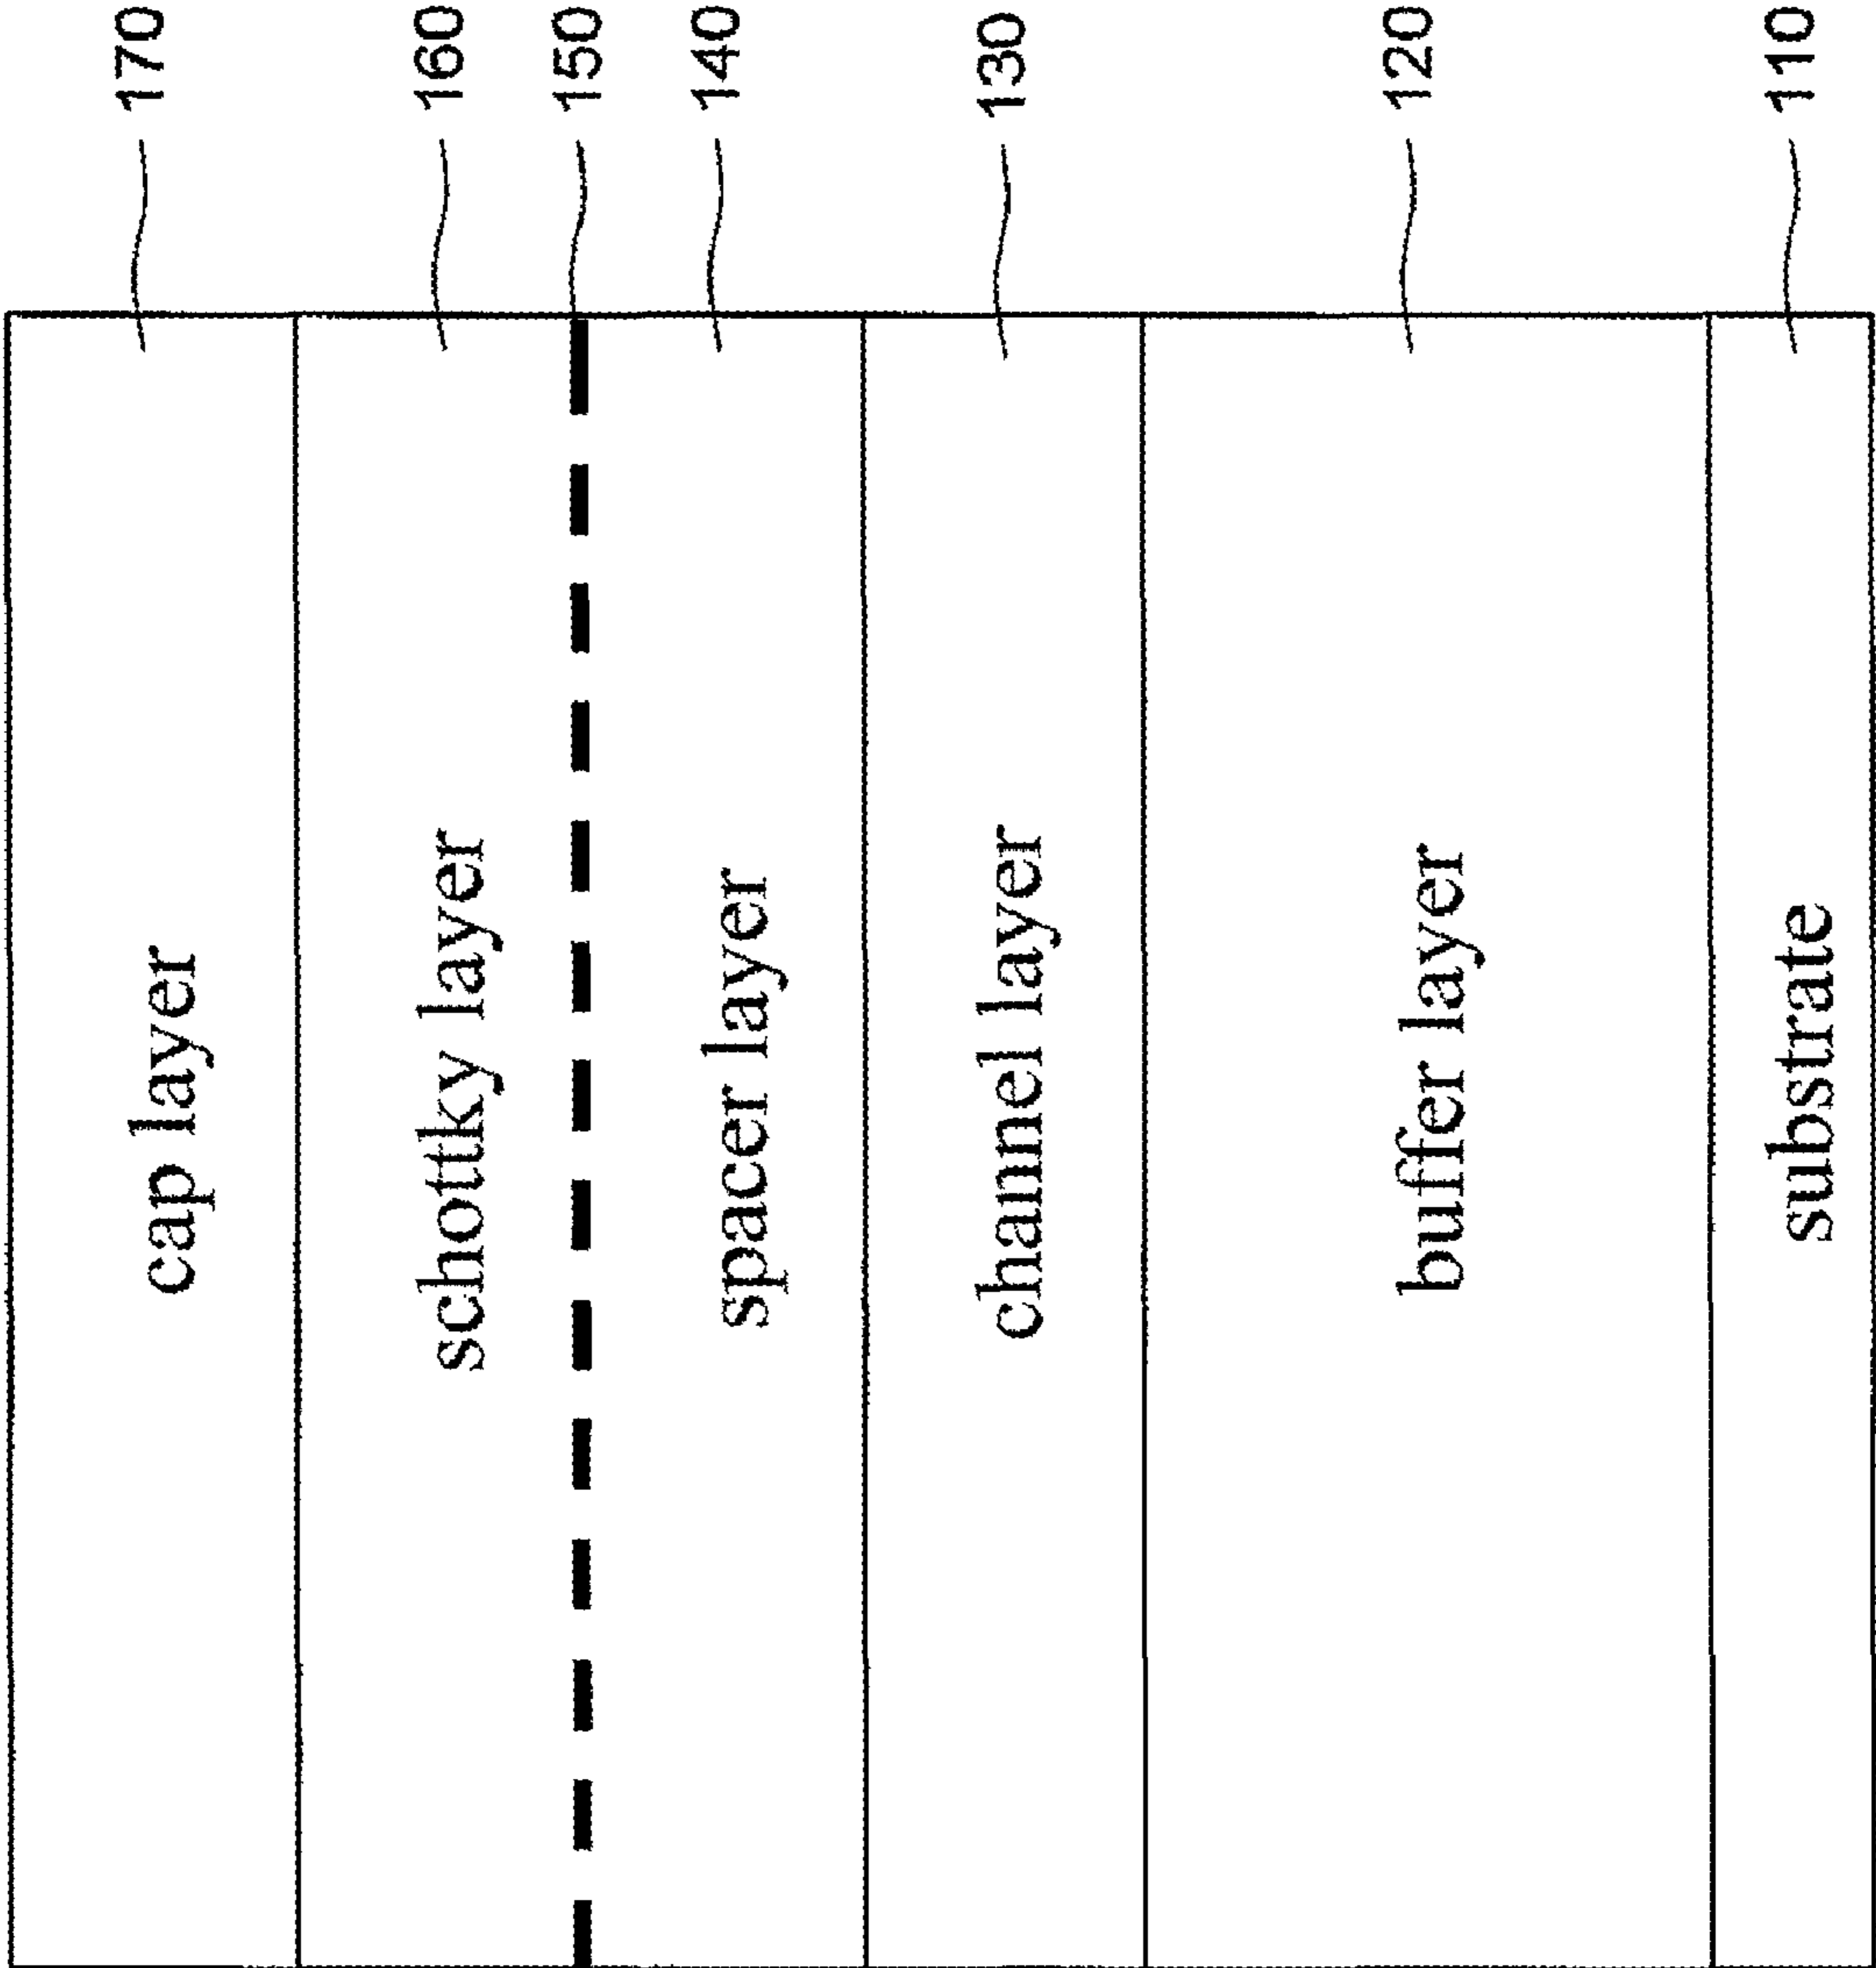 cap layer 170
schottky layer 160
150
spacer layer 140
channel layer 130
buffer layer 120
substrate 110